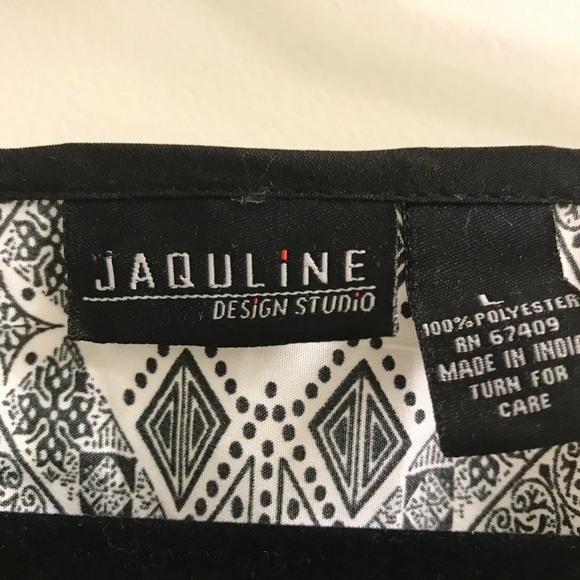 JAQULiNE
DESiGN STUDiO
L
100% POLYESTER
RN 67409
MADE IN INDIA
TURN FOR
CARE